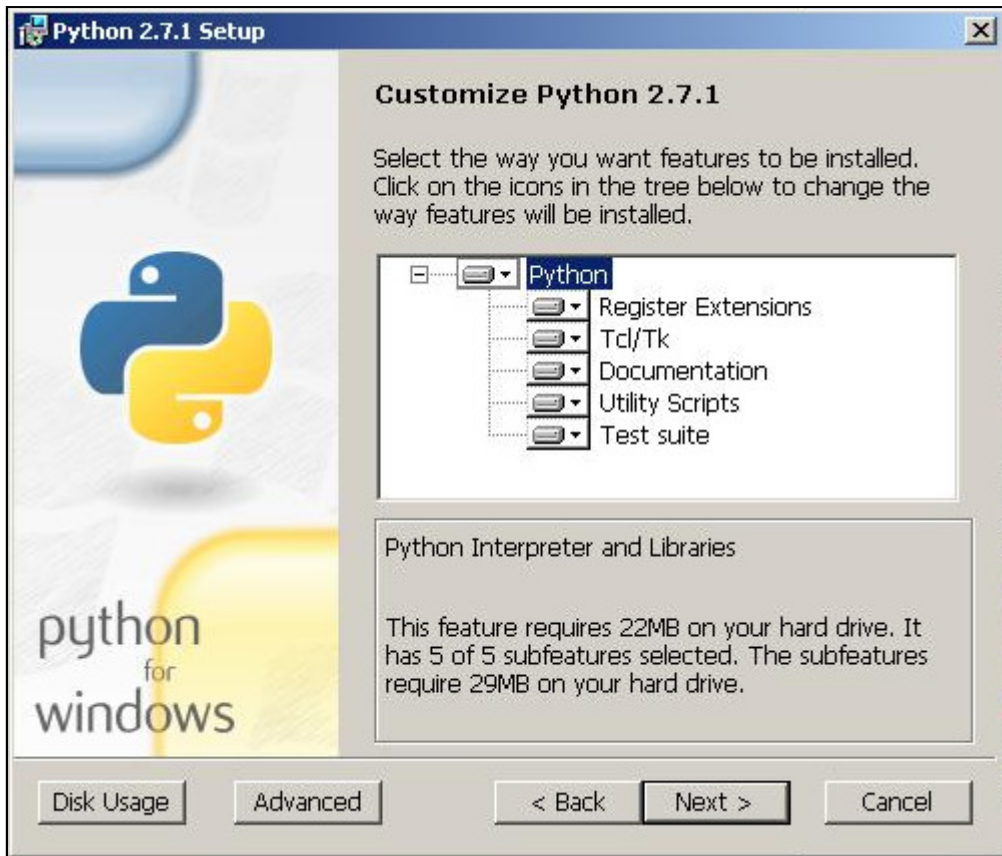 Python 2.7.1 Setup
Customize Python 2.7.1
Select the way you want features to be installed.
Click on the icons in the tree below to change the
way features will be installed.
Python
Register Extensions
Tcl/Tk
Documentation
Utility Scripts
Test suite
Python Interpreter and Libraries
This feature requires 22MB on your hard drive. It
has 5 of 5 subfeatures selected. The subfeatures
require 29MB on your hard drive.
python
for
windows
Disk Usage
Advanced
< Back
Next >
Cancel